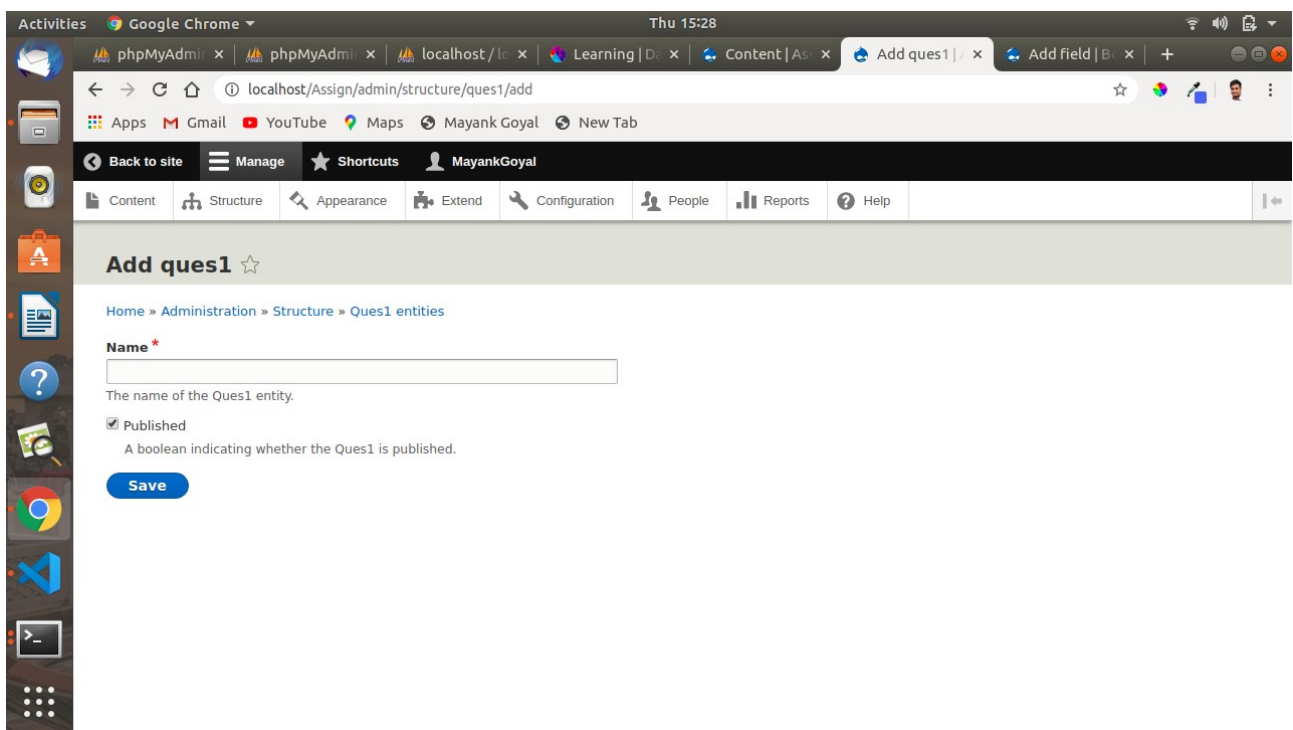 Activities Google Chrome Thu 15:28
phpMyAdmi phpMyAdmi localhost / lo Learning | Da Content | Ass Add ques1 | A Add field | Bo
localhost/Assign/admin/structure/ques1/add
Apps Gmail YouTube Maps Mayank Goyal New Tab
Back to site Manage Shortcuts MayankGoyal
Content Structure Appearance Extend Configuration People Reports Help
Add ques1
Home » Administration » Structure » Ques1 entities
Name *
The name of the Ques1 entity.
Published
A boolean indicating whether the Ques1 is published.
Save